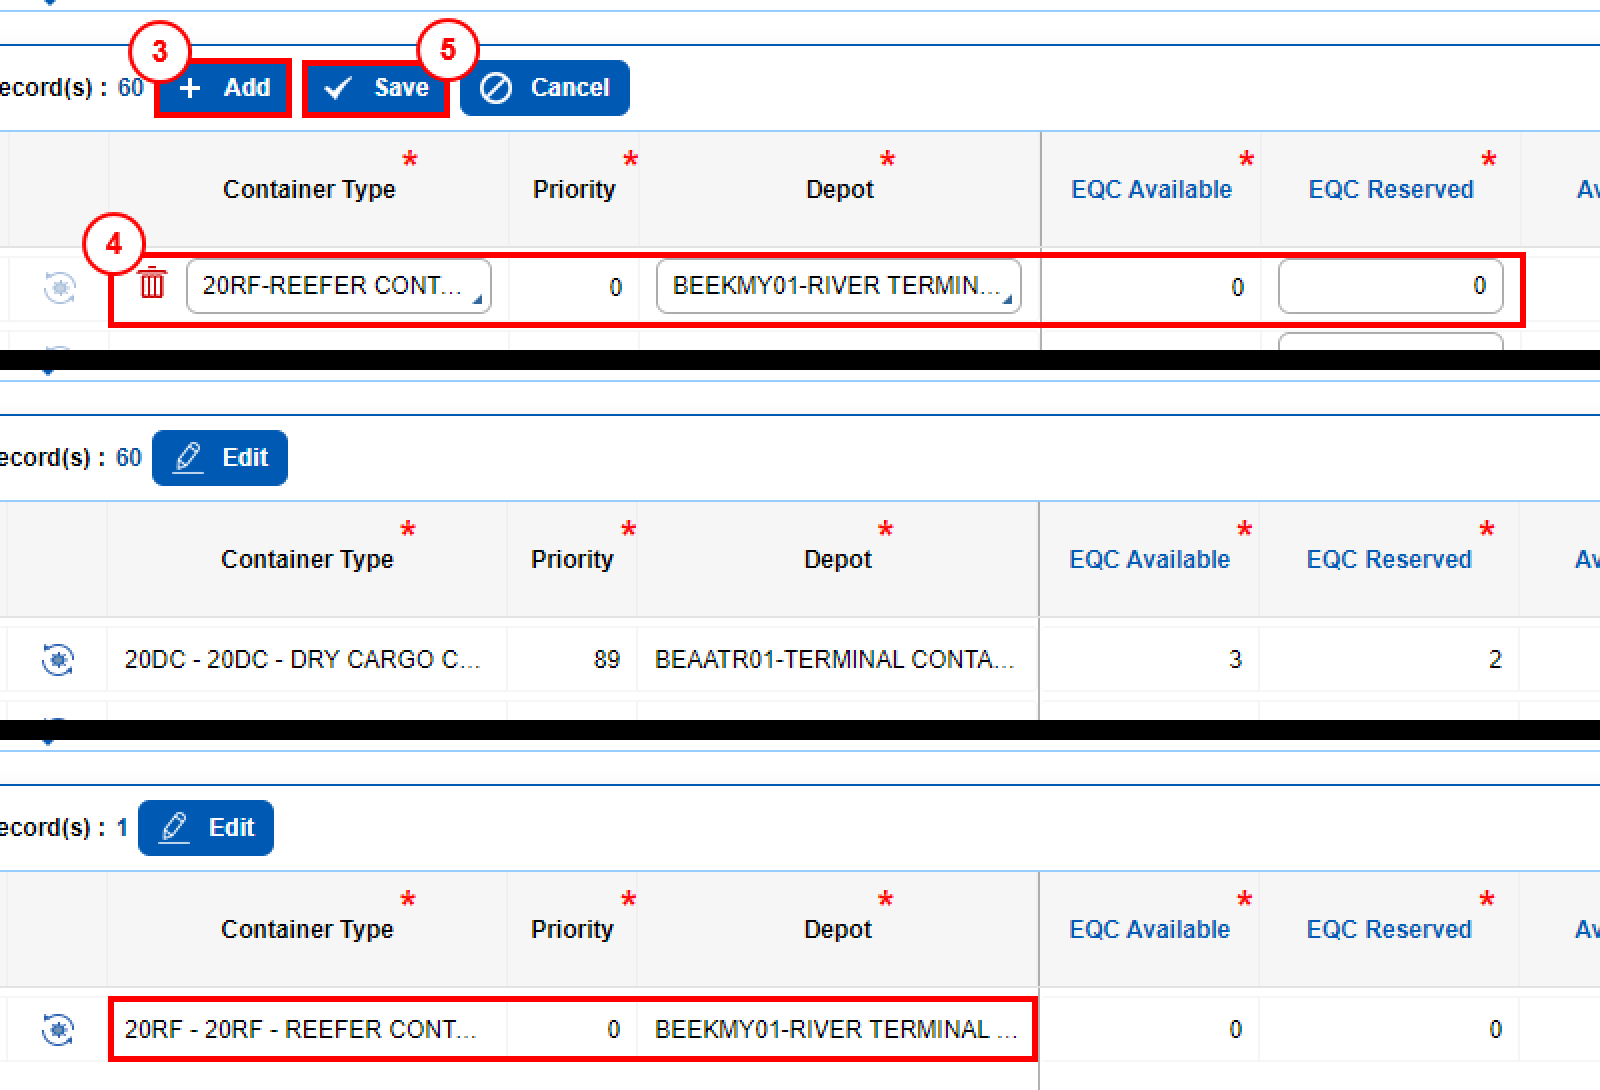 3
5
ecord(s) : 60 Add Save Cancel
* * * * *
Container Type Priority Depot EQC Available EQC Reserved Av
4
20RF-REEFER CONT... 0 BEEKMY01-RIVER TERMIN... 0 0
ecord(s) : 60 Edit
* * * * *
Container Type Priority Depot EQC Available EQC Reserved Av
20DC - 20DC - DRY CARGO C... 89 BEAATR01-TERMINAL CONTA... 3 2
ecord(s) : 1 Edit
* * * * *
Container Type Priority Depot EQC Available EQC Reserved Av
20RF - 20RF - REEFER CONT... 0 BEEKMY01-RIVER TERMINAL ... 0 0